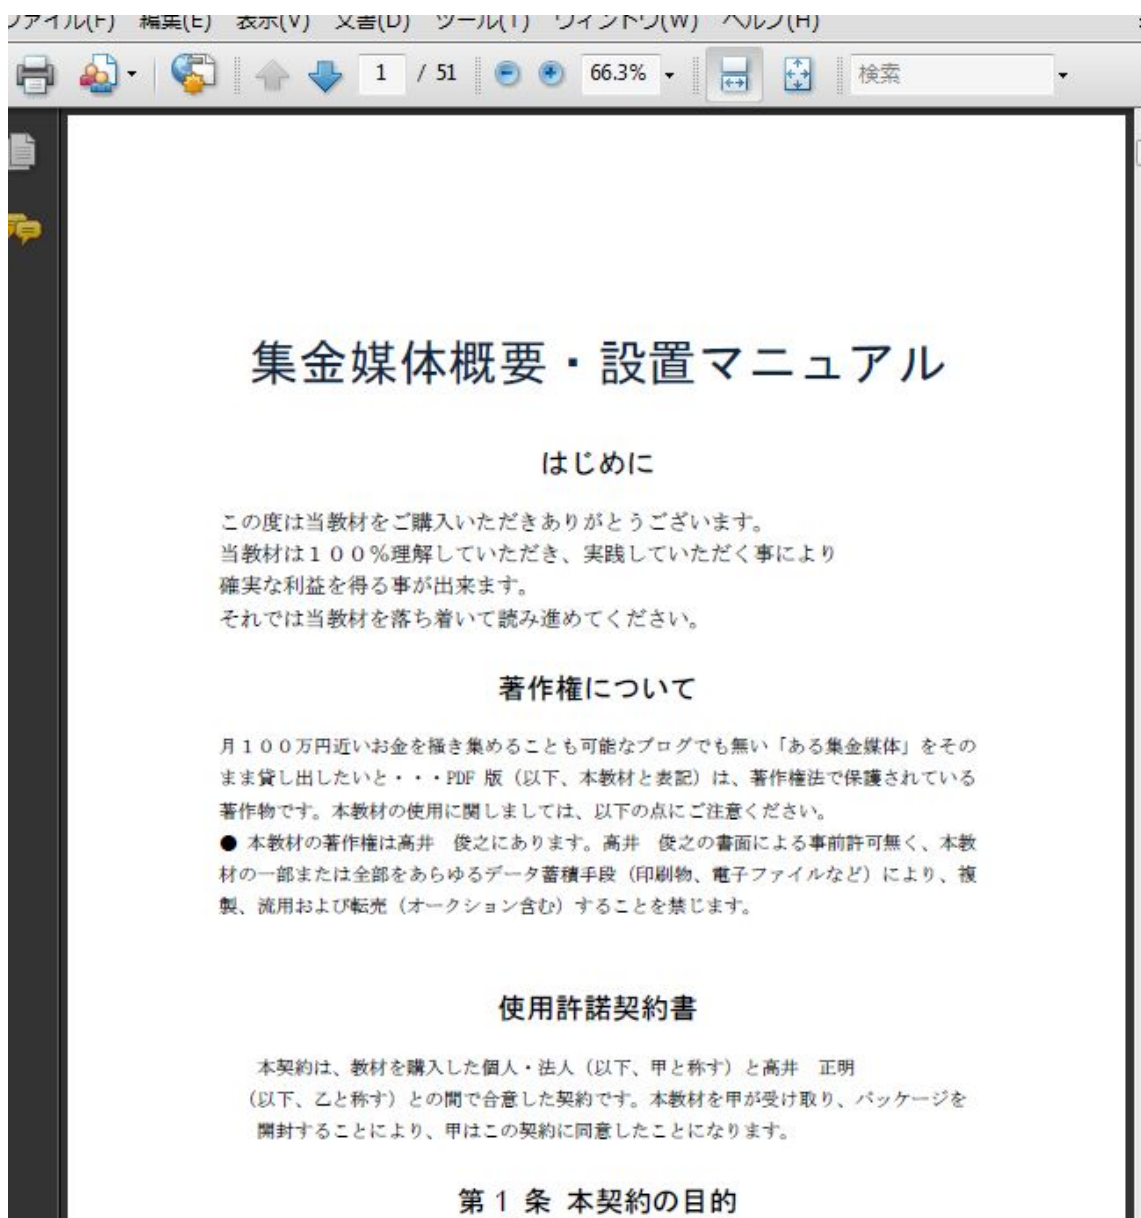 ファイル(F) 編集(E) 表示(V) 文書(D) ツール(T) ウィンドウ(W) ヘルプ(H)
1 / 51 66.3% 検索
集金媒体概要・設置マニュアル
はじめに
この度は当教材をご購入いただきありがとうございます。
当教材は１００％理解していただき、実践していただく事により
確実な利益を得る事が出来ます。
それでは当教材を落ち着いて読み進めてください。
著作権について
月１００万円近いお金を掻き集めることも可能なブログでも無い「ある集金媒体」をその
まま貸し出したいと・・・PDF 版（以下、本教材と表記）は、著作権法で保護されている
著作物です。本教材の使用に関しましては、以下の点にご注意ください。
● 本教材の著作権は高井　俊之にあります。高井　俊之の書面による事前許可無く、本教
材の一部または全部をあらゆるデータ蓄積手段（印刷物、電子ファイルなど）により、複
製、流用および転売（オークション含む）することを禁じます。
使用許諾契約書
本契約は、教材を購入した個人・法人（以下、甲と称す）と高井　正明
（以下、乙と称す）との間で合意した契約です。本教材を甲が受け取り、パッケージを
開封することにより、甲はこの契約に同意したことになります。
第 1 条 本契約の目的